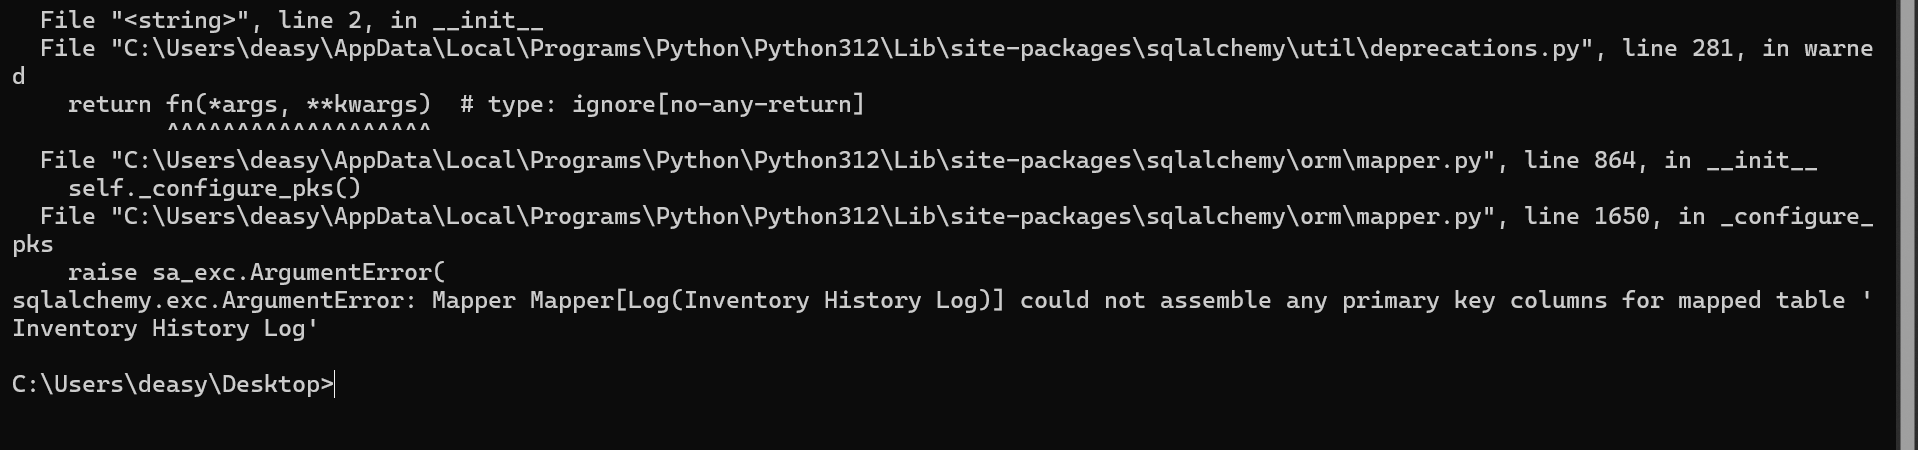 File "<string>", line 2, in __init__
  File "C:\Users\deasy\AppData\Local\Programs\Python\Python312\Lib\site-packages\sqlalchemy\util\deprecations.py", line 281, in warne
d
    return fn(*args, **kwargs)  # type: ignore[no-any-return]
           ^^^^^^^^^^^^^^^^^^^
  File "C:\Users\deasy\AppData\Local\Programs\Python\Python312\Lib\site-packages\sqlalchemy\orm\mapper.py", line 864, in __init__
    self._configure_pks()
  File "C:\Users\deasy\AppData\Local\Programs\Python\Python312\Lib\site-packages\sqlalchemy\orm\mapper.py", line 1650, in _configure_
pks
    raise sa_exc.ArgumentError(
sqlalchemy.exc.ArgumentError: Mapper Mapper[Log(Inventory History Log)] could not assemble any primary key columns for mapped table '
Inventory History Log'

C:\Users\deasy\Desktop>